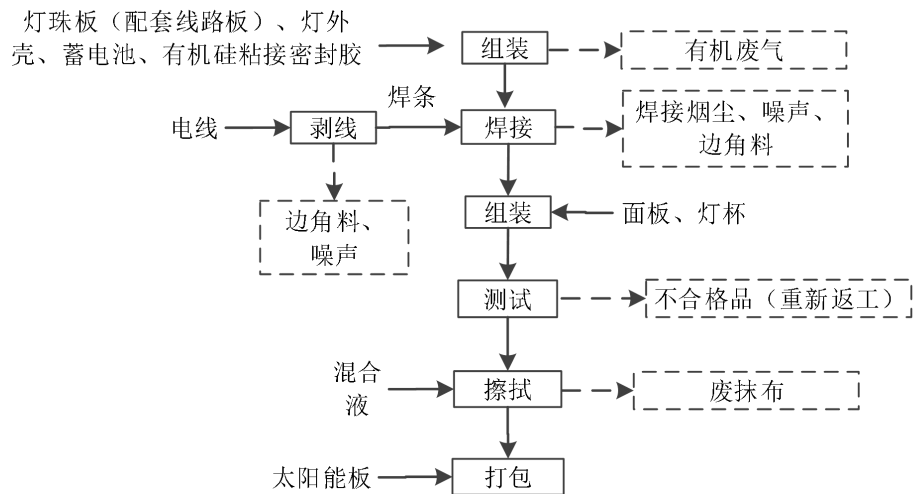 灯珠板（配套线路板）、灯外
壳、蓄电池、有机硅粘接密封胶
组装
有机废气
电线
剥线
焊条
焊接
焊接烟尘、噪声、
边角料
边角料、
噪声
组装
面板、灯杯
测试
不合格品（重新返工）
混合
液
擦拭
废抹布
太阳能板
打包